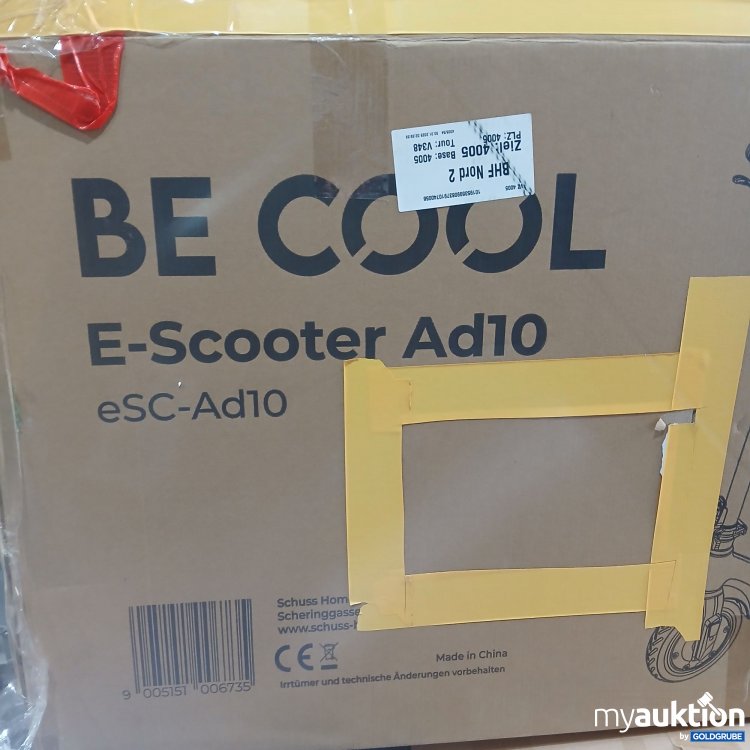 BE COOL
E-Scooter Ad10
eSC-Ad10
BHF Nord 2
Ziel: 4005 Base: 4005
PLZ: 4006 Tour: V348
Schuss Hom
Scheringgasse
www.schuss-h
CE
Made in China
Irrtümer und technische Änderungen vorbehalten
9 005151 006735
myauktion
by GOLDGRUBE